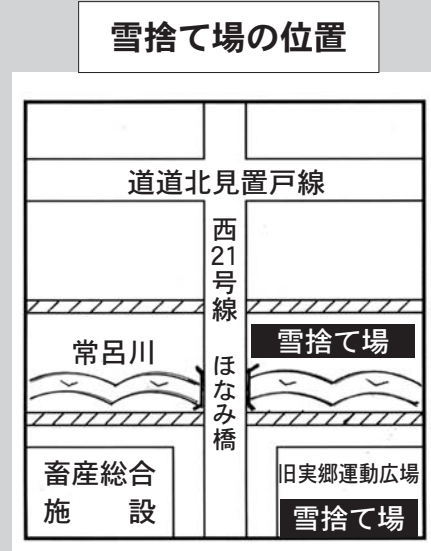 雪捨て場の位置
道道北見置戸線
西21号線 ほなみ橋
雪捨て場
常呂川
畜産総合
施 設
旧実郷運動広場
雪捨て場